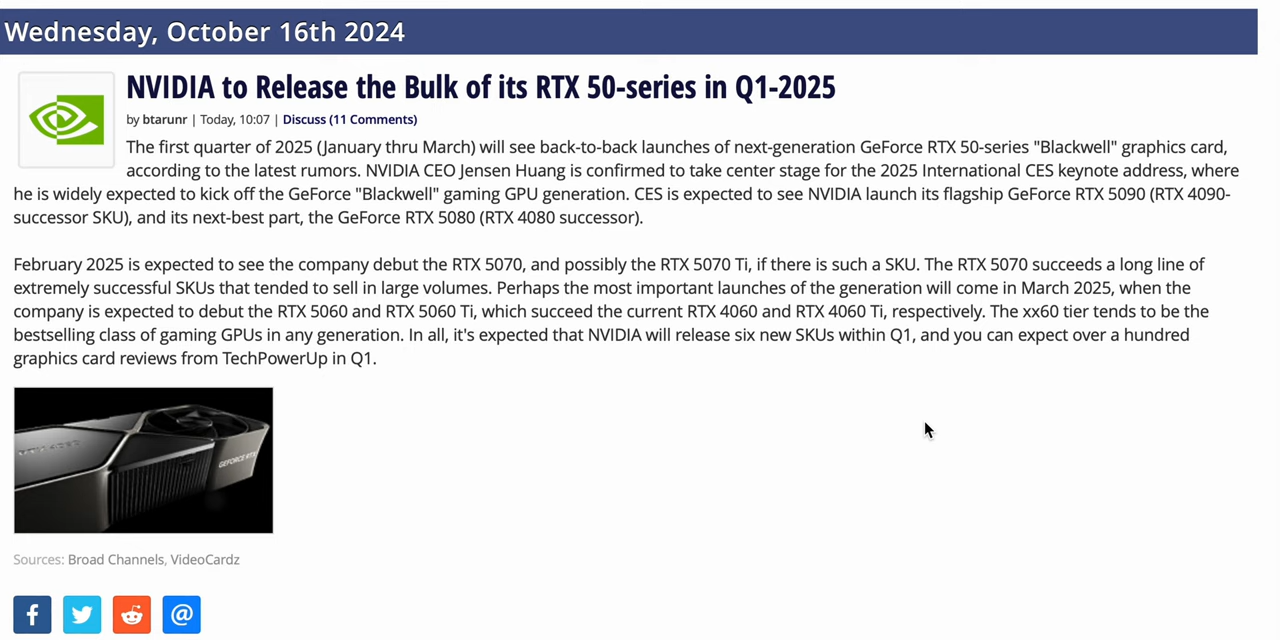 Wednesday, October 16th 2024
NVIDIA to Release the Bulk of its RTX 50-series in Q1-2025
by btarunr | Today, 10:07 | Discuss (11 Comments)
The first quarter of 2025 (January thru March) will see back-to-back launches of next-generation GeForce RTX 50-series "Blackwell" graphics card,
according to the latest rumors. NVIDIA CEO Jensen Huang is confirmed to take center stage for the 2025 International CES keynote address, where
he is widely expected to kick off the GeForce "Blackwell" gaming GPU generation. CES is expected to see NVIDIA launch its flagship GeForce RTX 5090 (RTX 4090-
successor SKU), and its next-best part, the GeForce RTX 5080 (RTX 4080 successor).
February 2025 is expected to see the company debut the RTX 5070, and possibly the RTX 5070 Ti, if there is such a SKU. The RTX 5070 succeeds a long line of
extremely successful SKUs that tended to sell in large volumes. Perhaps the most important launches of the generation will come in March 2025, when the
company is expected to debut the RTX 5060 and RTX 5060 Ti, which succeed the current RTX 4060 and RTX 4060 Ti, respectively. The xx60 tier tends to be the
bestselling class of gaming GPUs in any generation. In all, it's expected that NVIDIA will release six new SKUs within Q1, and you can expect over a hundred
graphics card reviews from TechPowerUp in Q1.
GEFORCE RTX
Sources: Broad Channels, VideoCardz